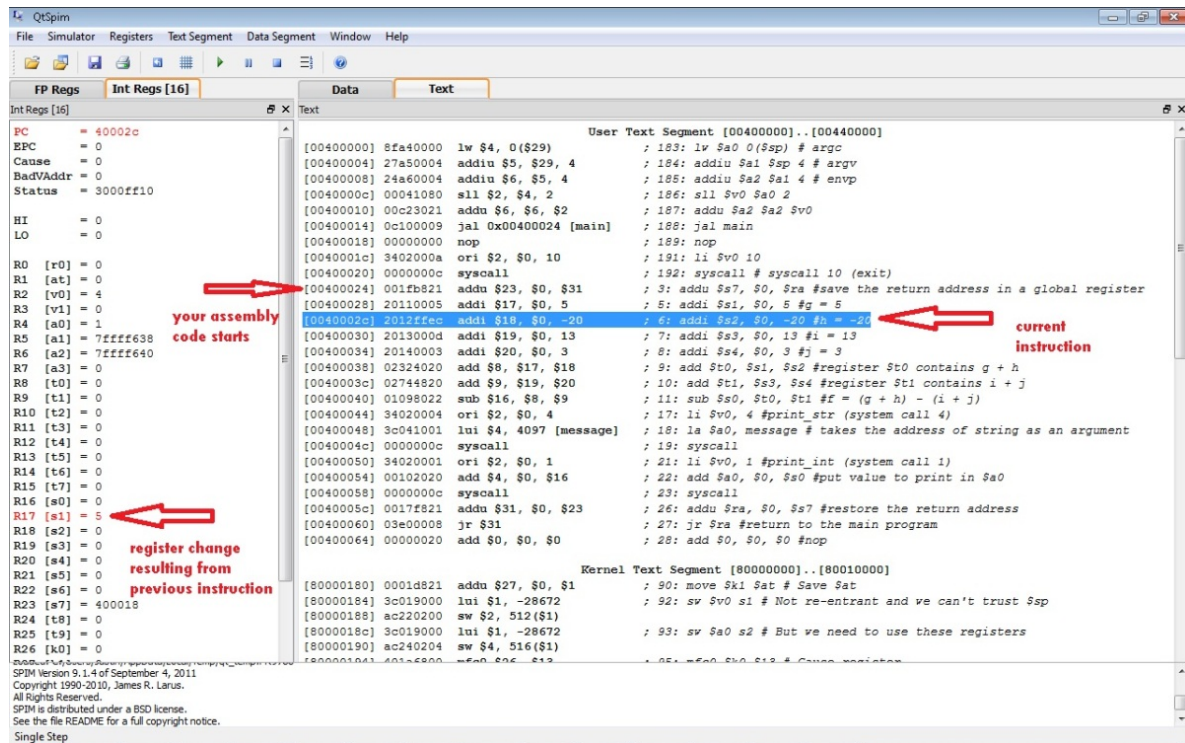 QtSpim
File Simulator Registers Text Segment Data Segment Window Help
FP Regs Int Regs [16] Data Text
Int Regs [16]
PC = 40002c
EPC = 0
Cause = 0
BadVAddr = 0
Status = 3000ff10
HI = 0
LO = 0
R0 [r0] = 0
R1 [at] = 0
R2 [v0] = 4
R3 [v1] = 0
R4 [a0] = 1
R5 [a1] = 7ffff638
R6 [a2] = 7ffff640
R7 [a3] = 0
R8 [t0] = 0
R9 [t1] = 0
R10 [t2] = 0
R11 [t3] = 0
R12 [t4] = 0
R13 [t5] = 0
R14 [t6] = 0
R15 [t7] = 0
R16 [s0] = 0
R17 [s1] = 5
R18 [s2] = 0
R19 [s3] = 0
R20 [s4] = 0
R21 [s5] = 0
R22 [s6] = 0
R23 [s7] = 400018
R24 [t8] = 0
R25 [t9] = 0
R26 [k0] = 0
your assembly
code starts
register change
resulting from
previous instruction
Text
User Text Segment [00400000]..[00440000]
[00400000] 8fa40000 lw $4, 0($29) ; 183: lw $a0 0($sp) # argc
[00400004] 27a50004 addiu $5, $29, 4 ; 184: addiu $a1 $sp 4 # argv
[00400008] 24a60004 addiu $6, $5, 4 ; 185: addiu $a2 $a1 4 # envp
[0040000c] 00041080 sll $2, $4, 2 ; 186: sll $v0 $a0 2
[00400010] 00c23021 addu $6, $6, $2 ; 187: addu $a2 $a2 $v0
[00400014] 0c100009 jal 0x00400024 [main] ; 188: jal main
[00400018] 00000000 nop ; 189: nop
[0040001c] 3402000a ori $2, $0, 10 ; 191: li $v0 10
[00400020] 0000000c syscall ; 192: syscall # syscall 10 (exit)
[00400024] 001fb821 addu $23, $0, $31 ; 3: addu $s7, $0, $ra #save the return address in a global register
[00400028] 20110005 addi $17, $0, 5 ; 5: addi $s1, $0, 5 #g = 5
[0040002c] 2012ffec addi $18, $0, -20 ; 6: addi $s2, $0, -20 #h = -20
[00400030] 2013000d addi $19, $0, 13 ; 7: addi $s3, $0, 13 #i = 13
[00400034] 20140003 addi $20, $0, 3 ; 8: addi $s4, $0, 3 #j = 3
[00400038] 02324020 add $8, $17, $18 ; 9: add $t0, $s1, $s2 #register $t0 contains g + h
[0040003c] 02744820 add $9, $19, $20 ; 10: add $t1, $s3, $s4 #register $t1 contains i + j
[00400040] 01098022 sub $16, $8, $9 ; 11: sub $s0, $t0, $t1 #f = (g + h) - (i + j)
[00400044] 34020004 ori $2, $0, 4 ; 17: li $v0, 4 #print_str (system call 4)
[00400048] 3c041001 lui $4, 4097 [message] ; 18: la $a0, message # takes the address of string as an argument
[0040004c] 0000000c syscall ; 19: syscall
[00400050] 34020001 ori $2, $0, 1 ; 21: li $v0, 1 #print_int (system call 1)
[00400054] 00102020 add $4, $0, $16 ; 22: add $a0, $0, $s0 #put value to print in $a0
[00400058] 0000000c syscall ; 23: syscall
[0040005c] 0017f821 addu $31, $0, $23 ; 26: addu $ra, $0, $s7 #restore the return address
[00400060] 03e00008 jr $31 ; 27: jr $ra #return to the main program
[00400064] 00000020 add $0, $0, $0 ; 28: add $0, $0, $0 #nop
current
instruction
Kernel Text Segment [80000000]..[80010000]
[80000180] 0001d821 addu $27, $0, $1 ; 90: move $k1 $at # Save $at
[80000184] 3c019000 lui $1, -28672 ; 92: sw $v0 s1 # Not re-entrant and we can't trust $sp
[80000188] ac220200 sw $2, 512($1)
[8000018c] 3c019000 lui $1, -28672 ; 93: sw $a0 s2 # But we need to use these registers
[80000190] ac240204 sw $4, 516($1)
[80000194] 401a6800 mfc0 $26, $13 ; 95: mfc0 $k0 $13 # Cause register
SPIM Version 9.1.4 of September 4, 2011
Copyright 1990-2010, James R. Larus.
All Rights Reserved.
SPIM is distributed under a BSD license.
See the file README for a full copyright notice.
Single Step